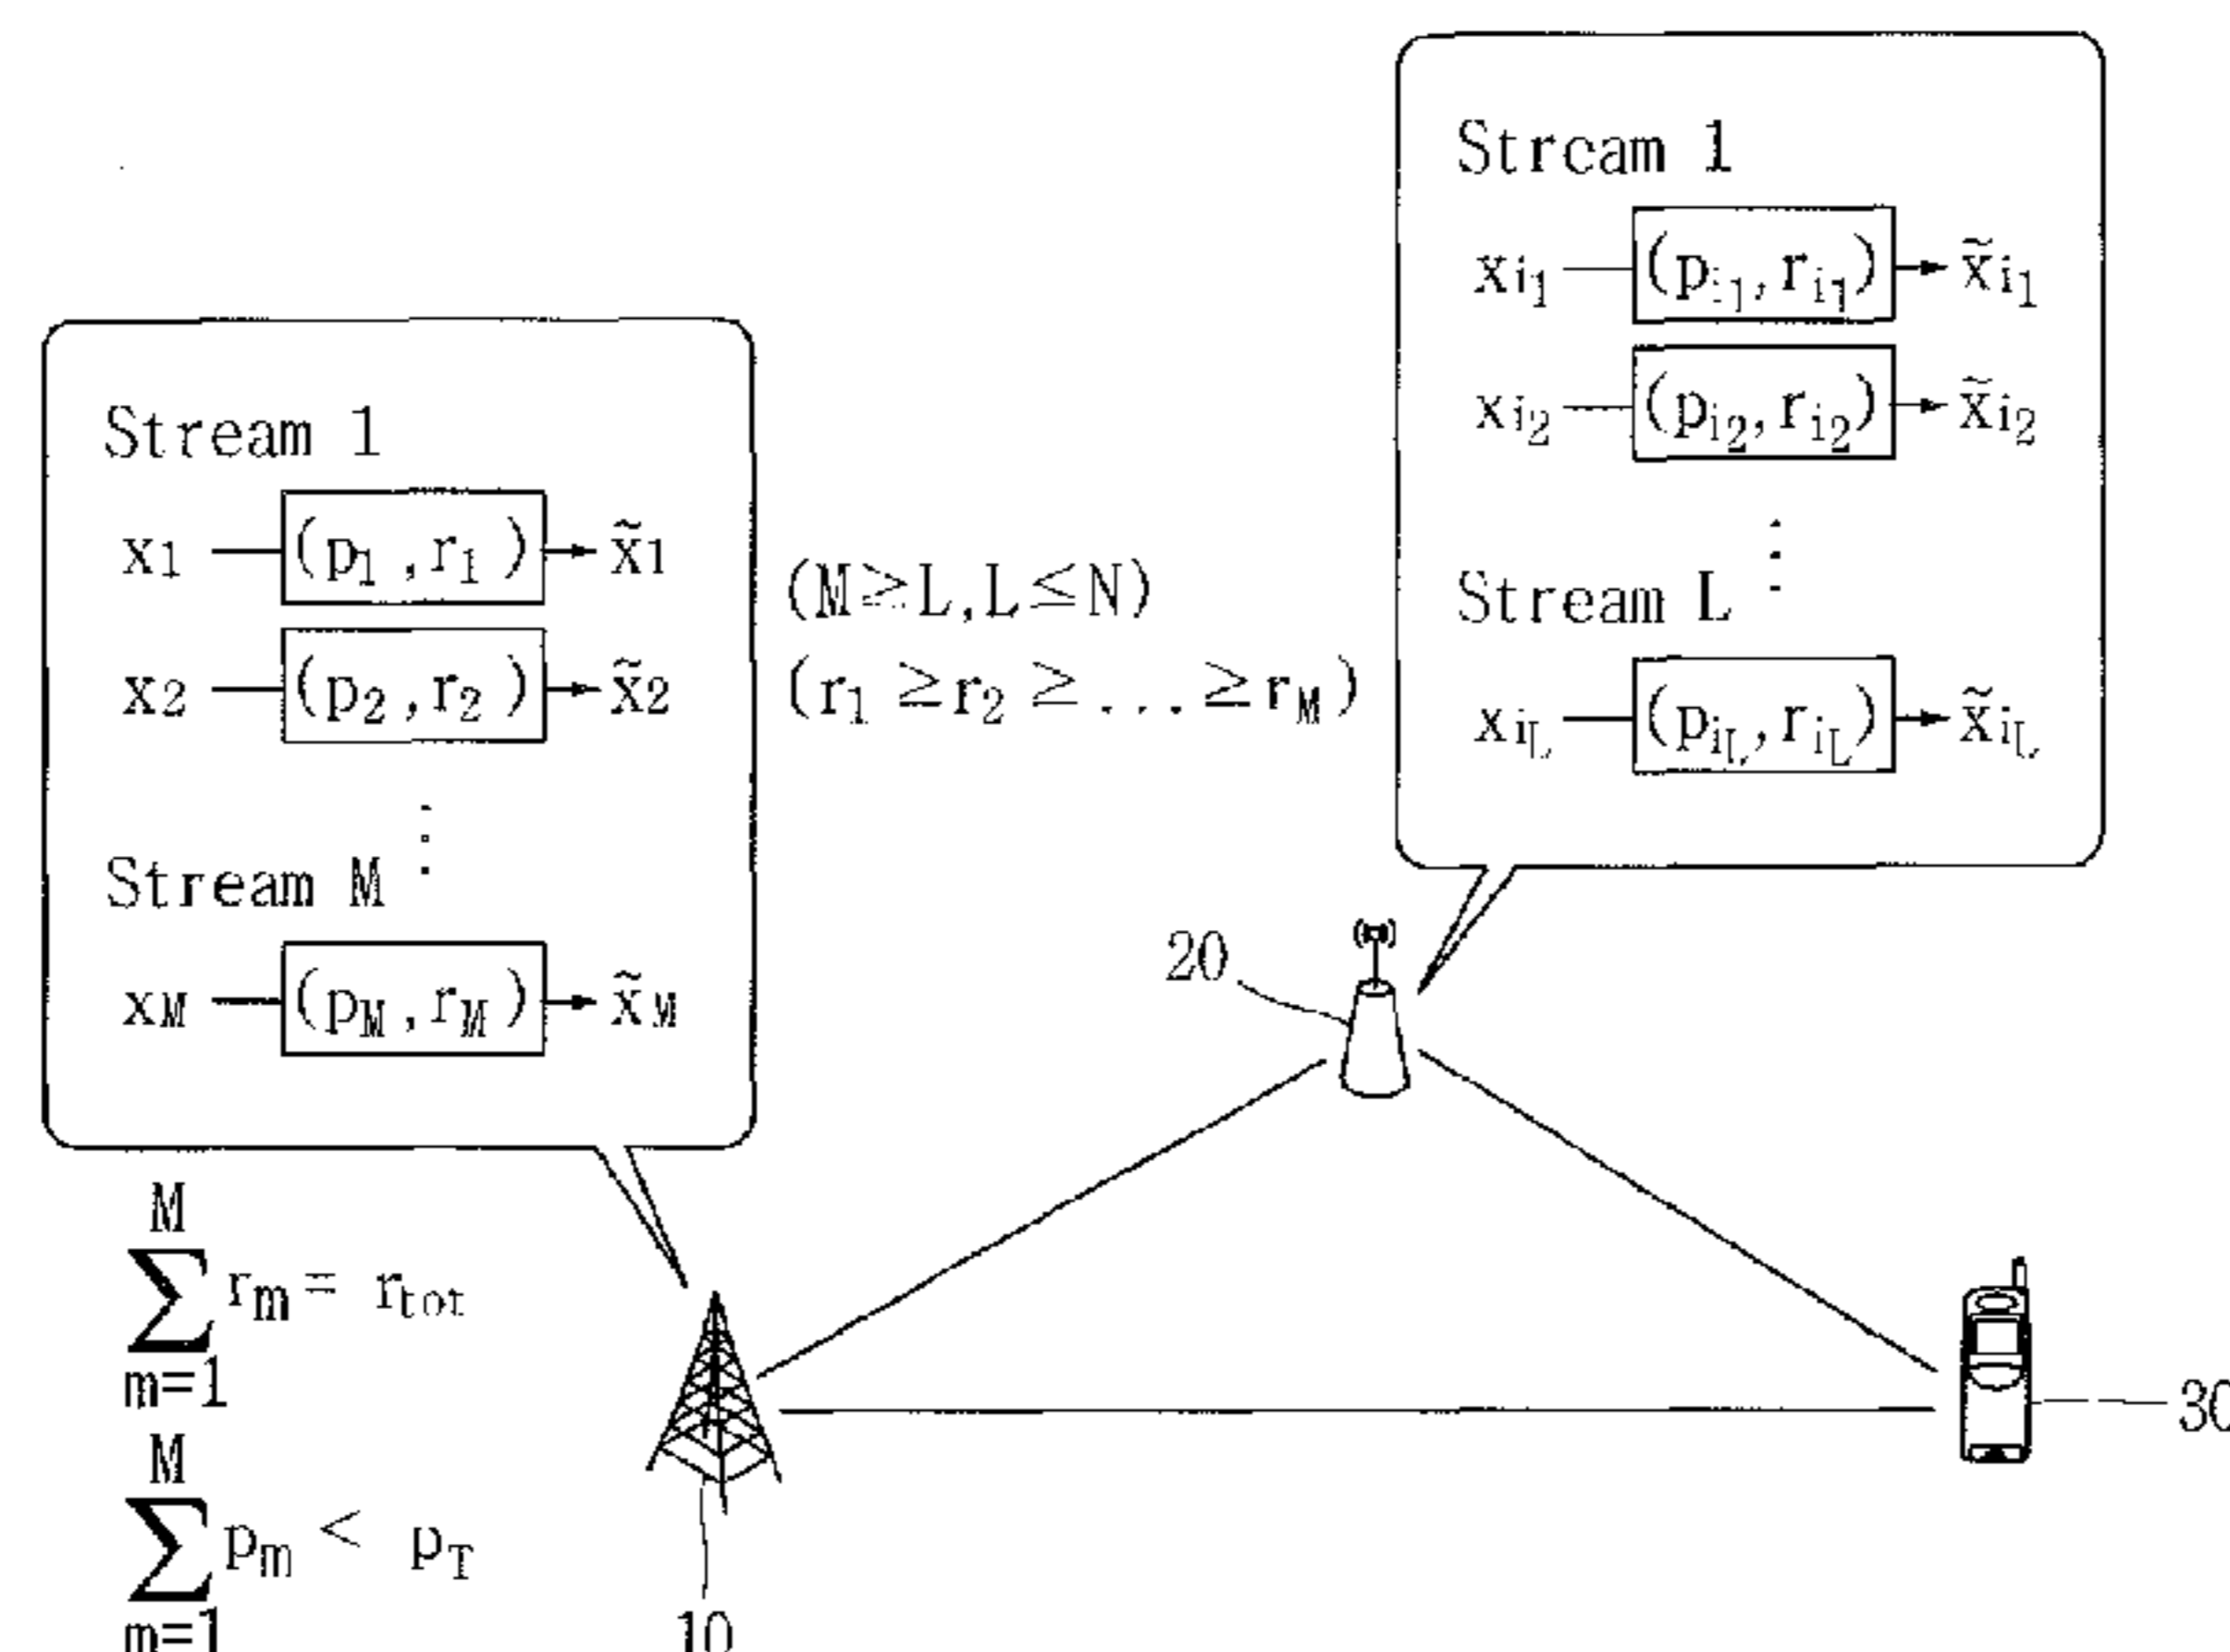 Stream 1
x1 (p1,r1) x̃1
x2 (p2,r2) x̃2
⋮
Stream M
xM (pM,rM) x̃M
(M≥L,L≤N)
(r1 ≥r2 ≥...≥rM)
Stream 1
xi1 (pi1,ri1) x̃i1
xi2 (pi2,ri2) x̃i2
⋮
Stream L
xiL (piL,riL) x̃iL
20
M
∑rm= rtot
m=1
M
∑pm < pT
m=1
10
30